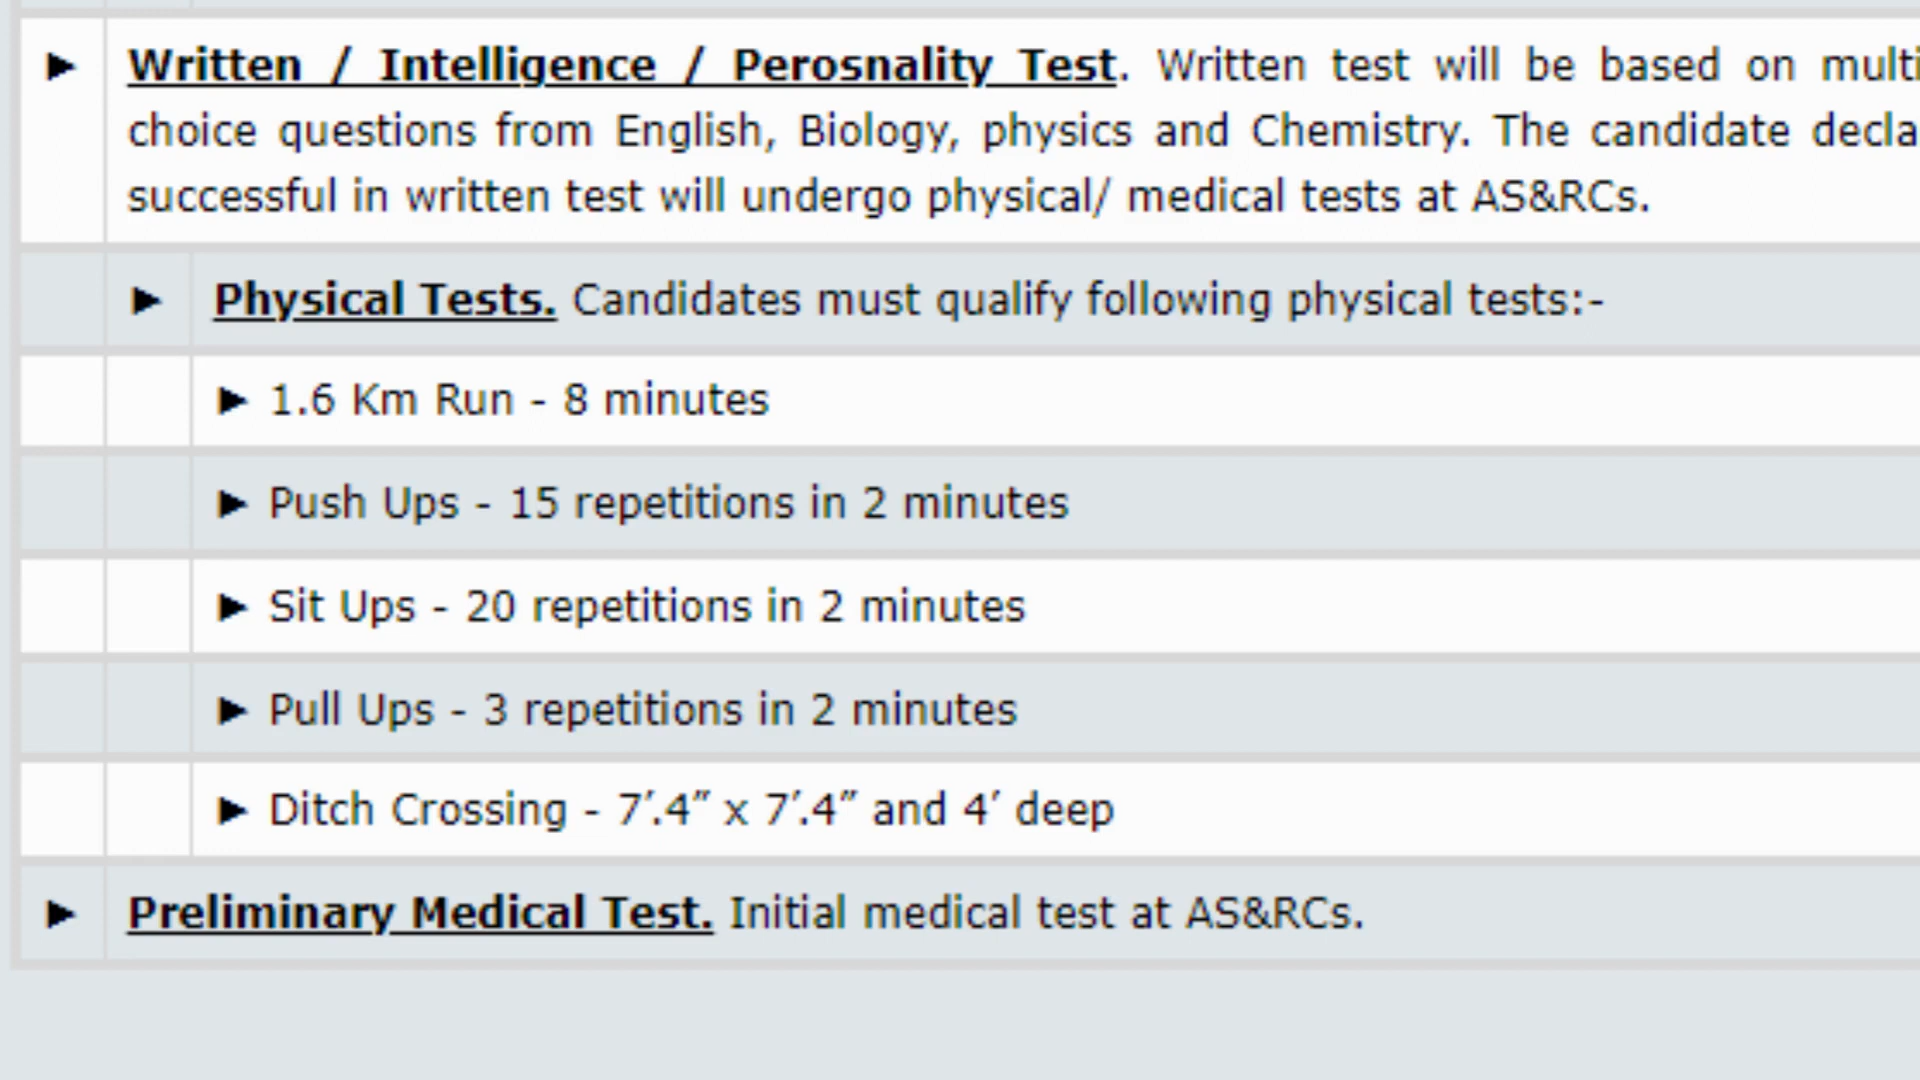 ► Written / Intelligence / Perosnality Test. Written test will be based on
choice questions from English, Biology, physics and Chemistry. The candidate
successful in written test will undergo physical/ medical tests at AS&RCs.
► Physical Tests. Candidates must qualify following physical tests:-
► 1.6 Km Run - 8 minutes
► Push Ups - 15 repetitions in 2 minutes
► Sit Ups - 20 repetitions in 2 minutes
► Pull Ups - 3 repetitions in 2 minutes
► Ditch Crossing - 7′.4″ x 7′.4″ and 4′ deep
► Preliminary Medical Test. Initial medical test at AS&RCs.